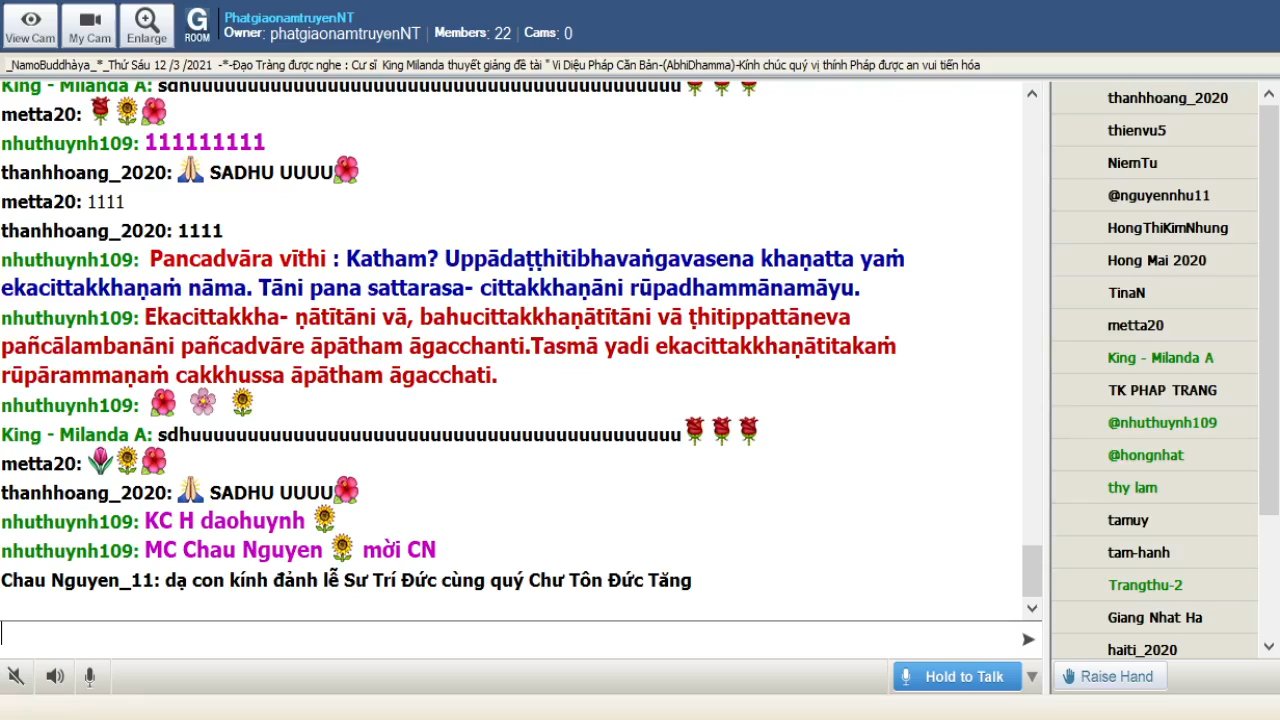 View Cam
My Cam
Enlarge
G
ROOM
PhatgiaonamtruyenNT
Owner: phatgiaonamtruyenNT | Members: 22 | Cams: 0
_NamoBuddhàya_*_Thứ Sáu 12 /3 /2021 -*-Đạo Tràng được nghe : Cư sĩ King Milanda thuyết giảng đề tài " Vi Diệu Pháp Căn Bản-(AbhiDhamma)-Kính chúc quý vị thính Pháp được an vui tiến hóa
King - Milanda A: sdhuuuuuuuuuuuuuuuuuuuuuuuuuuuuuuuuuuuuuuuuuu
metta20:
nhuthuynh109: 111111111
thanhhoang_2020: SADHU UUUU
metta20: 1111
thanhhoang_2020: 1111
nhuthuynh109: Pancadvāra vīthi : Katham? Uppādaṭṭhitibhavaṅgavasena khaṇatta yaṁ
ekacittakkhaṇaṁ nāma. Tāni pana sattarasa- cittakkhaṇāni rūpadhammānamāyu.
nhuthuynh109: Ekacittakkha- ṇātītāni vā, bahucittakkhaṇātītāni vā ṭhitippattāneva
pañcālambanāni pañcadvāre āpātham āgacchanti.Tasmā yadi ekacittakkhaṇātitakaṁ
rūpārammaṇaṁ cakkhussa āpātham āgacchati.
nhuthuynh109:
King - Milanda A: sdhuuuuuuuuuuuuuuuuuuuuuuuuuuuuuuuuuuuuuuuuuu
metta20:
thanhhoang_2020: SADHU UUUU
nhuthuynh109: KC H daohuynh
nhuthuynh109: MC Chau Nguyen mời CN
Chau Nguyen_11: dạ con kính đảnh lễ Sư Trí Đức cùng quý Chư Tôn Đức Tăng
Hold to Talk
thanhhoang_2020
thienvu5
NiemTu
@nguyennhu11
HongThiKimNhung
Hong Mai 2020
TinaN
metta20
King - Milanda A
TK PHAP TRANG
@nhuthuynh109
@hongnhat
thy lam
tamuy
tam-hanh
Trangthu-2
Giang Nhat Ha
haiti_2020
Raise Hand